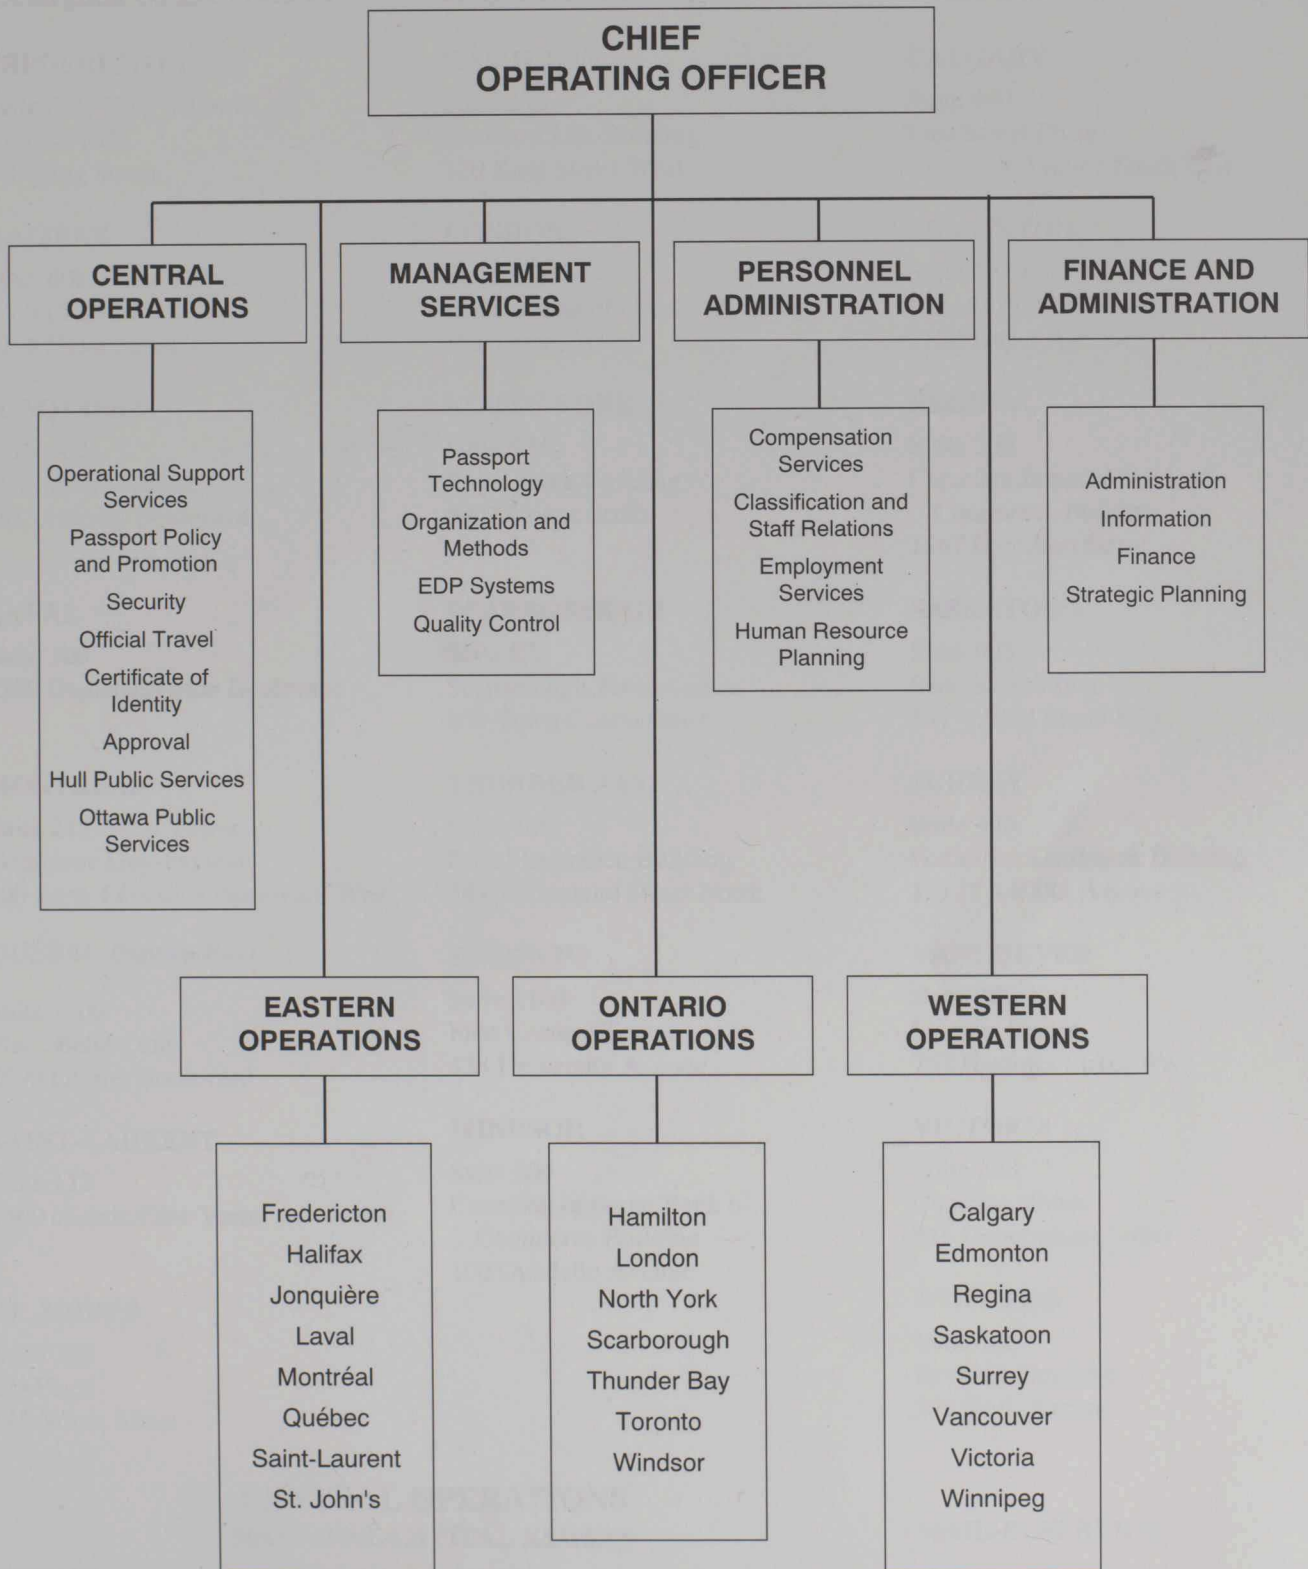 CHIEF
OPERATING OFFICER
CENTRAL
OPERATIONS
MANAGEMENT
SERVICES
PERSONNEL
ADMINISTRATION
FINANCE AND
ADMINISTRATION
Operational Support
Services
Passport Policy
and Promotion
Security
Official Travel
Certificate of
Identity
Approval
Hull Public Services
Ottawa Public
Services
Passport
Technology
Organization and
Methods
EDP Systems
Quality Control
Compensation
Services
Classification and
Staff Relations
Employment
Services
Human Resource
Planning
Administration
Information
Finance
Strategic Planning
EASTERN
OPERATIONS
ONTARIO
OPERATIONS
WESTERN
OPERATIONS
Fredericton
Halifax
Jonquière
Laval
Montréal
Québec
Saint-Laurent
St. John's
Hamilton
London
North York
Scarborough
Thunder Bay
Toronto
Windsor
Calgary
Edmonton
Regina
Saskatoon
Surrey
Vancouver
Victoria
Winnipeg